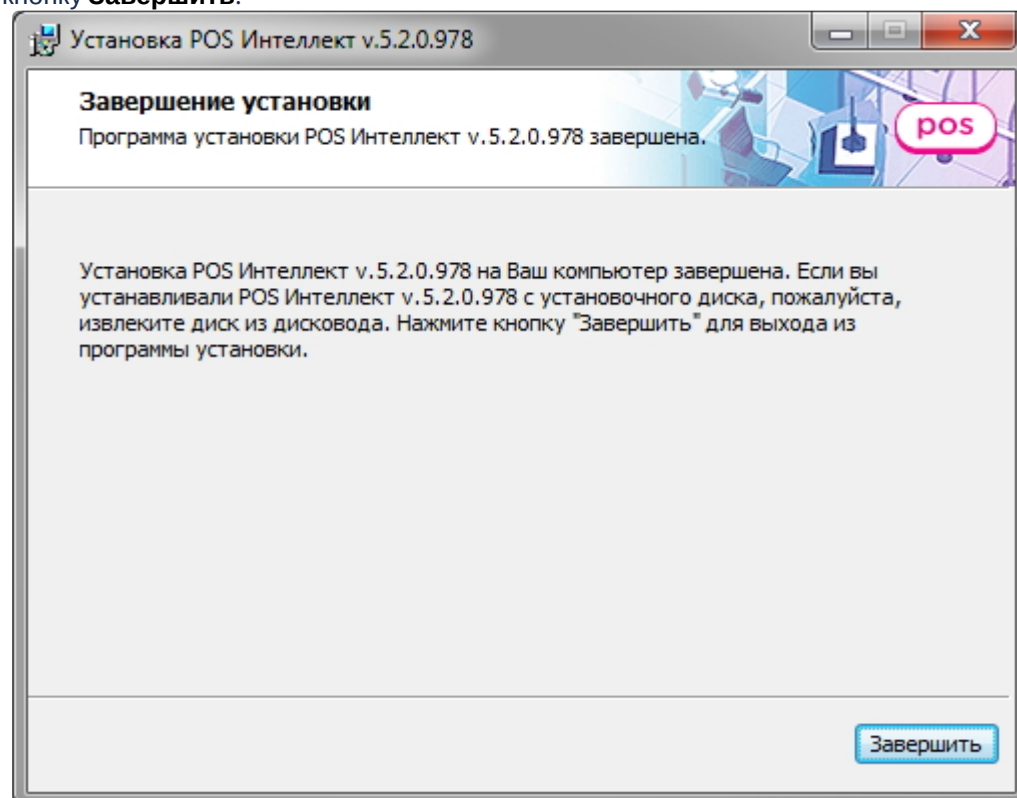 кнопку Завершить.
Установка POS Интеллект v.5.2.0.978
Завершение установки
Программа установки POS Интеллект v.5.2.0.978 завершена.
pos
Установка POS Интеллект v.5.2.0.978 на Ваш компьютер завершена. Если вы
устанавливали POS Интеллект v.5.2.0.978 с установочного диска, пожалуйста,
извлеките диск из дисковода. Нажмите кнопку "Завершить" для выхода из
программы установки.
Завершить